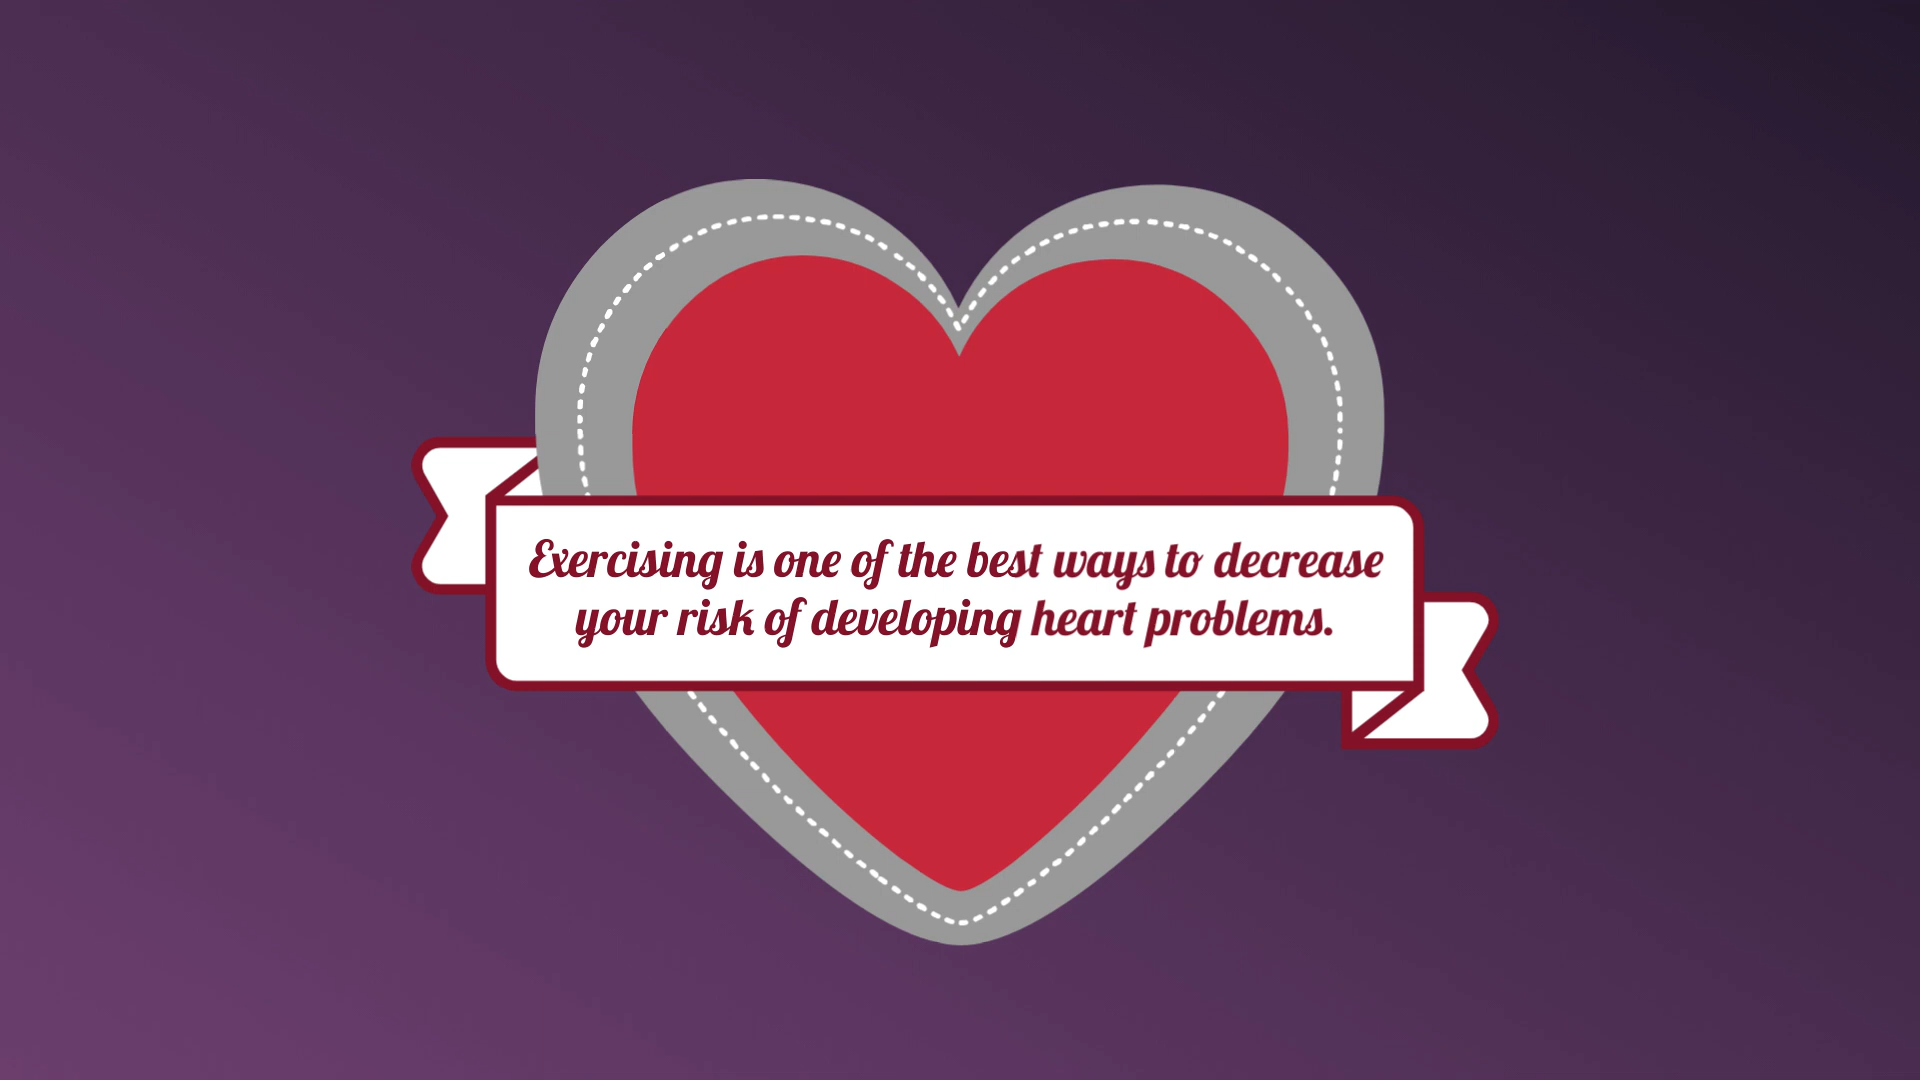 Exercising is one of the best ways to decrease
your risk of developing heart problems.